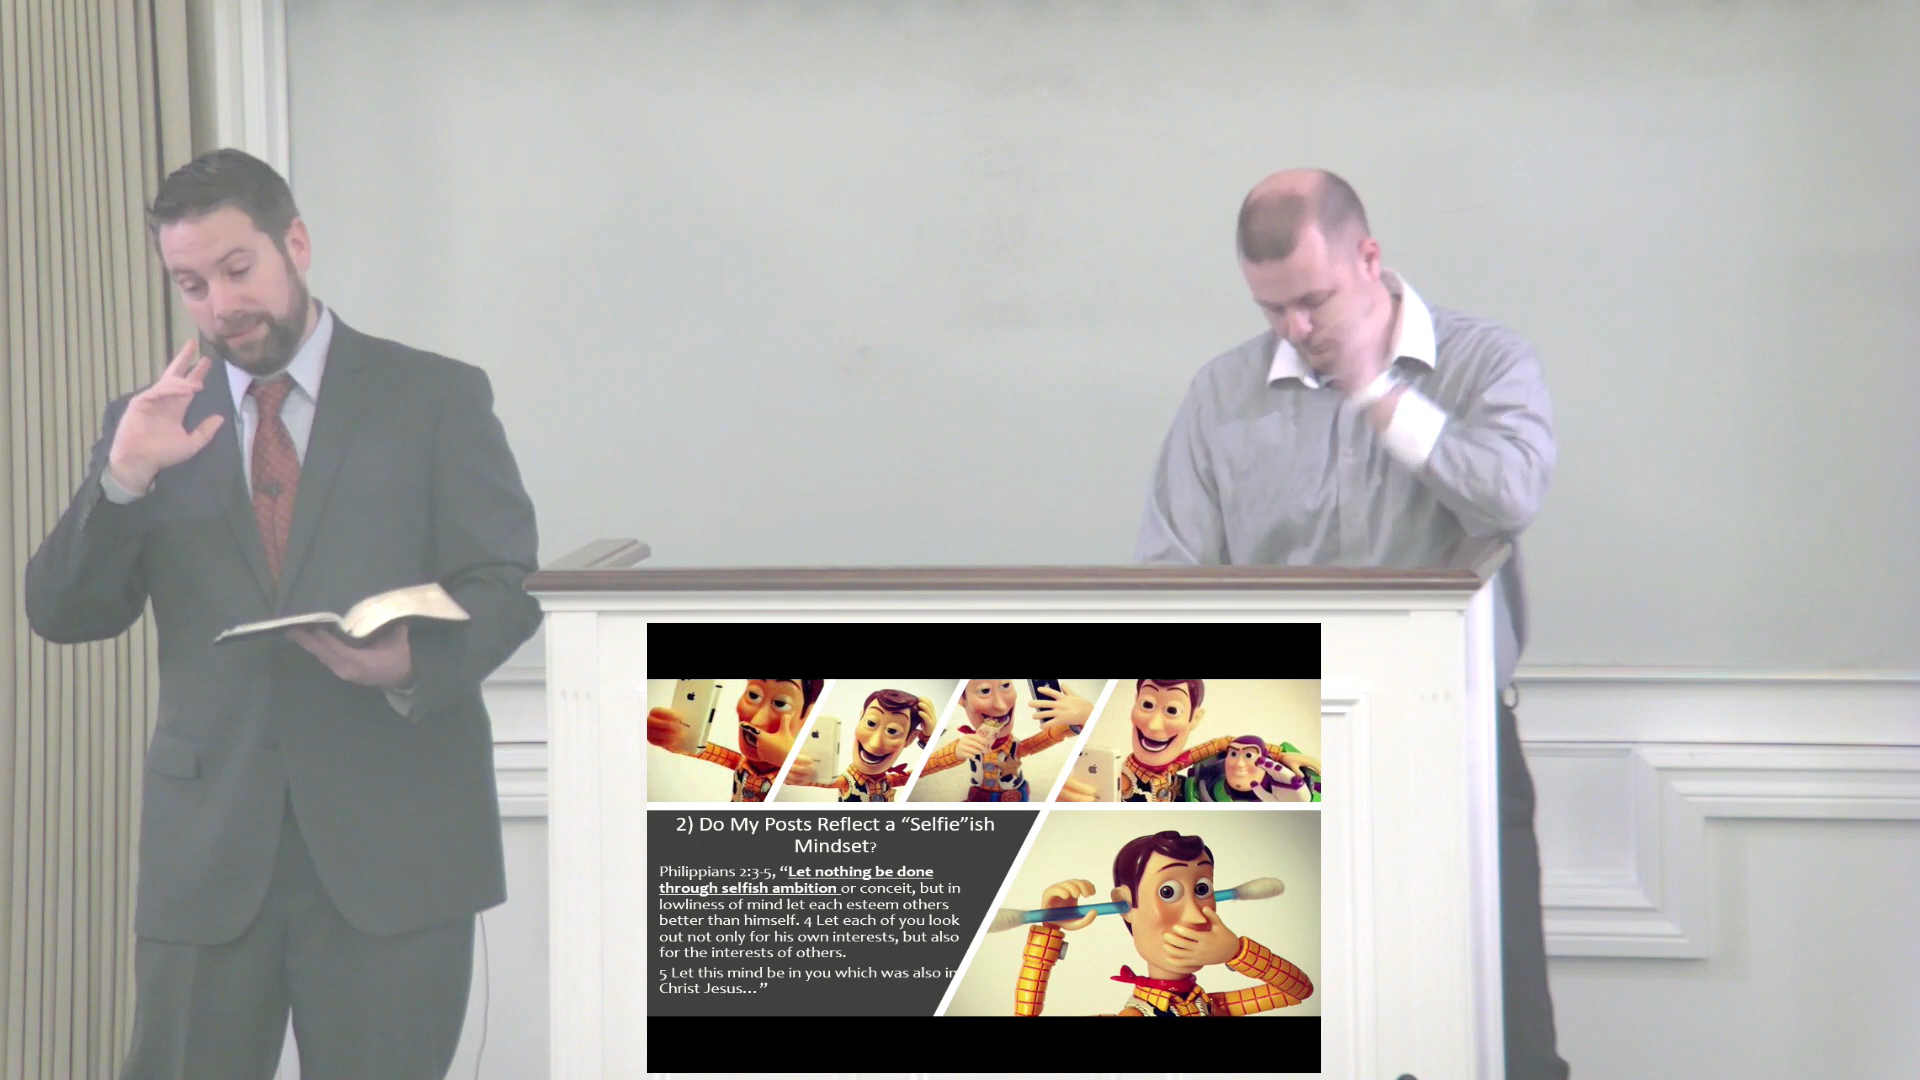 2) Do My Posts Reflect a “Selfie”ish
Mindset?
Philippians 2:3-5, “Let nothing be done
through selfish ambition or conceit, but in
lowliness of mind let each esteem others
better than himself. 4 Let each of you look
out not only for his own interests, but also
for the interests of others.
5 Let this mind be in you which was also in
Christ Jesus…”